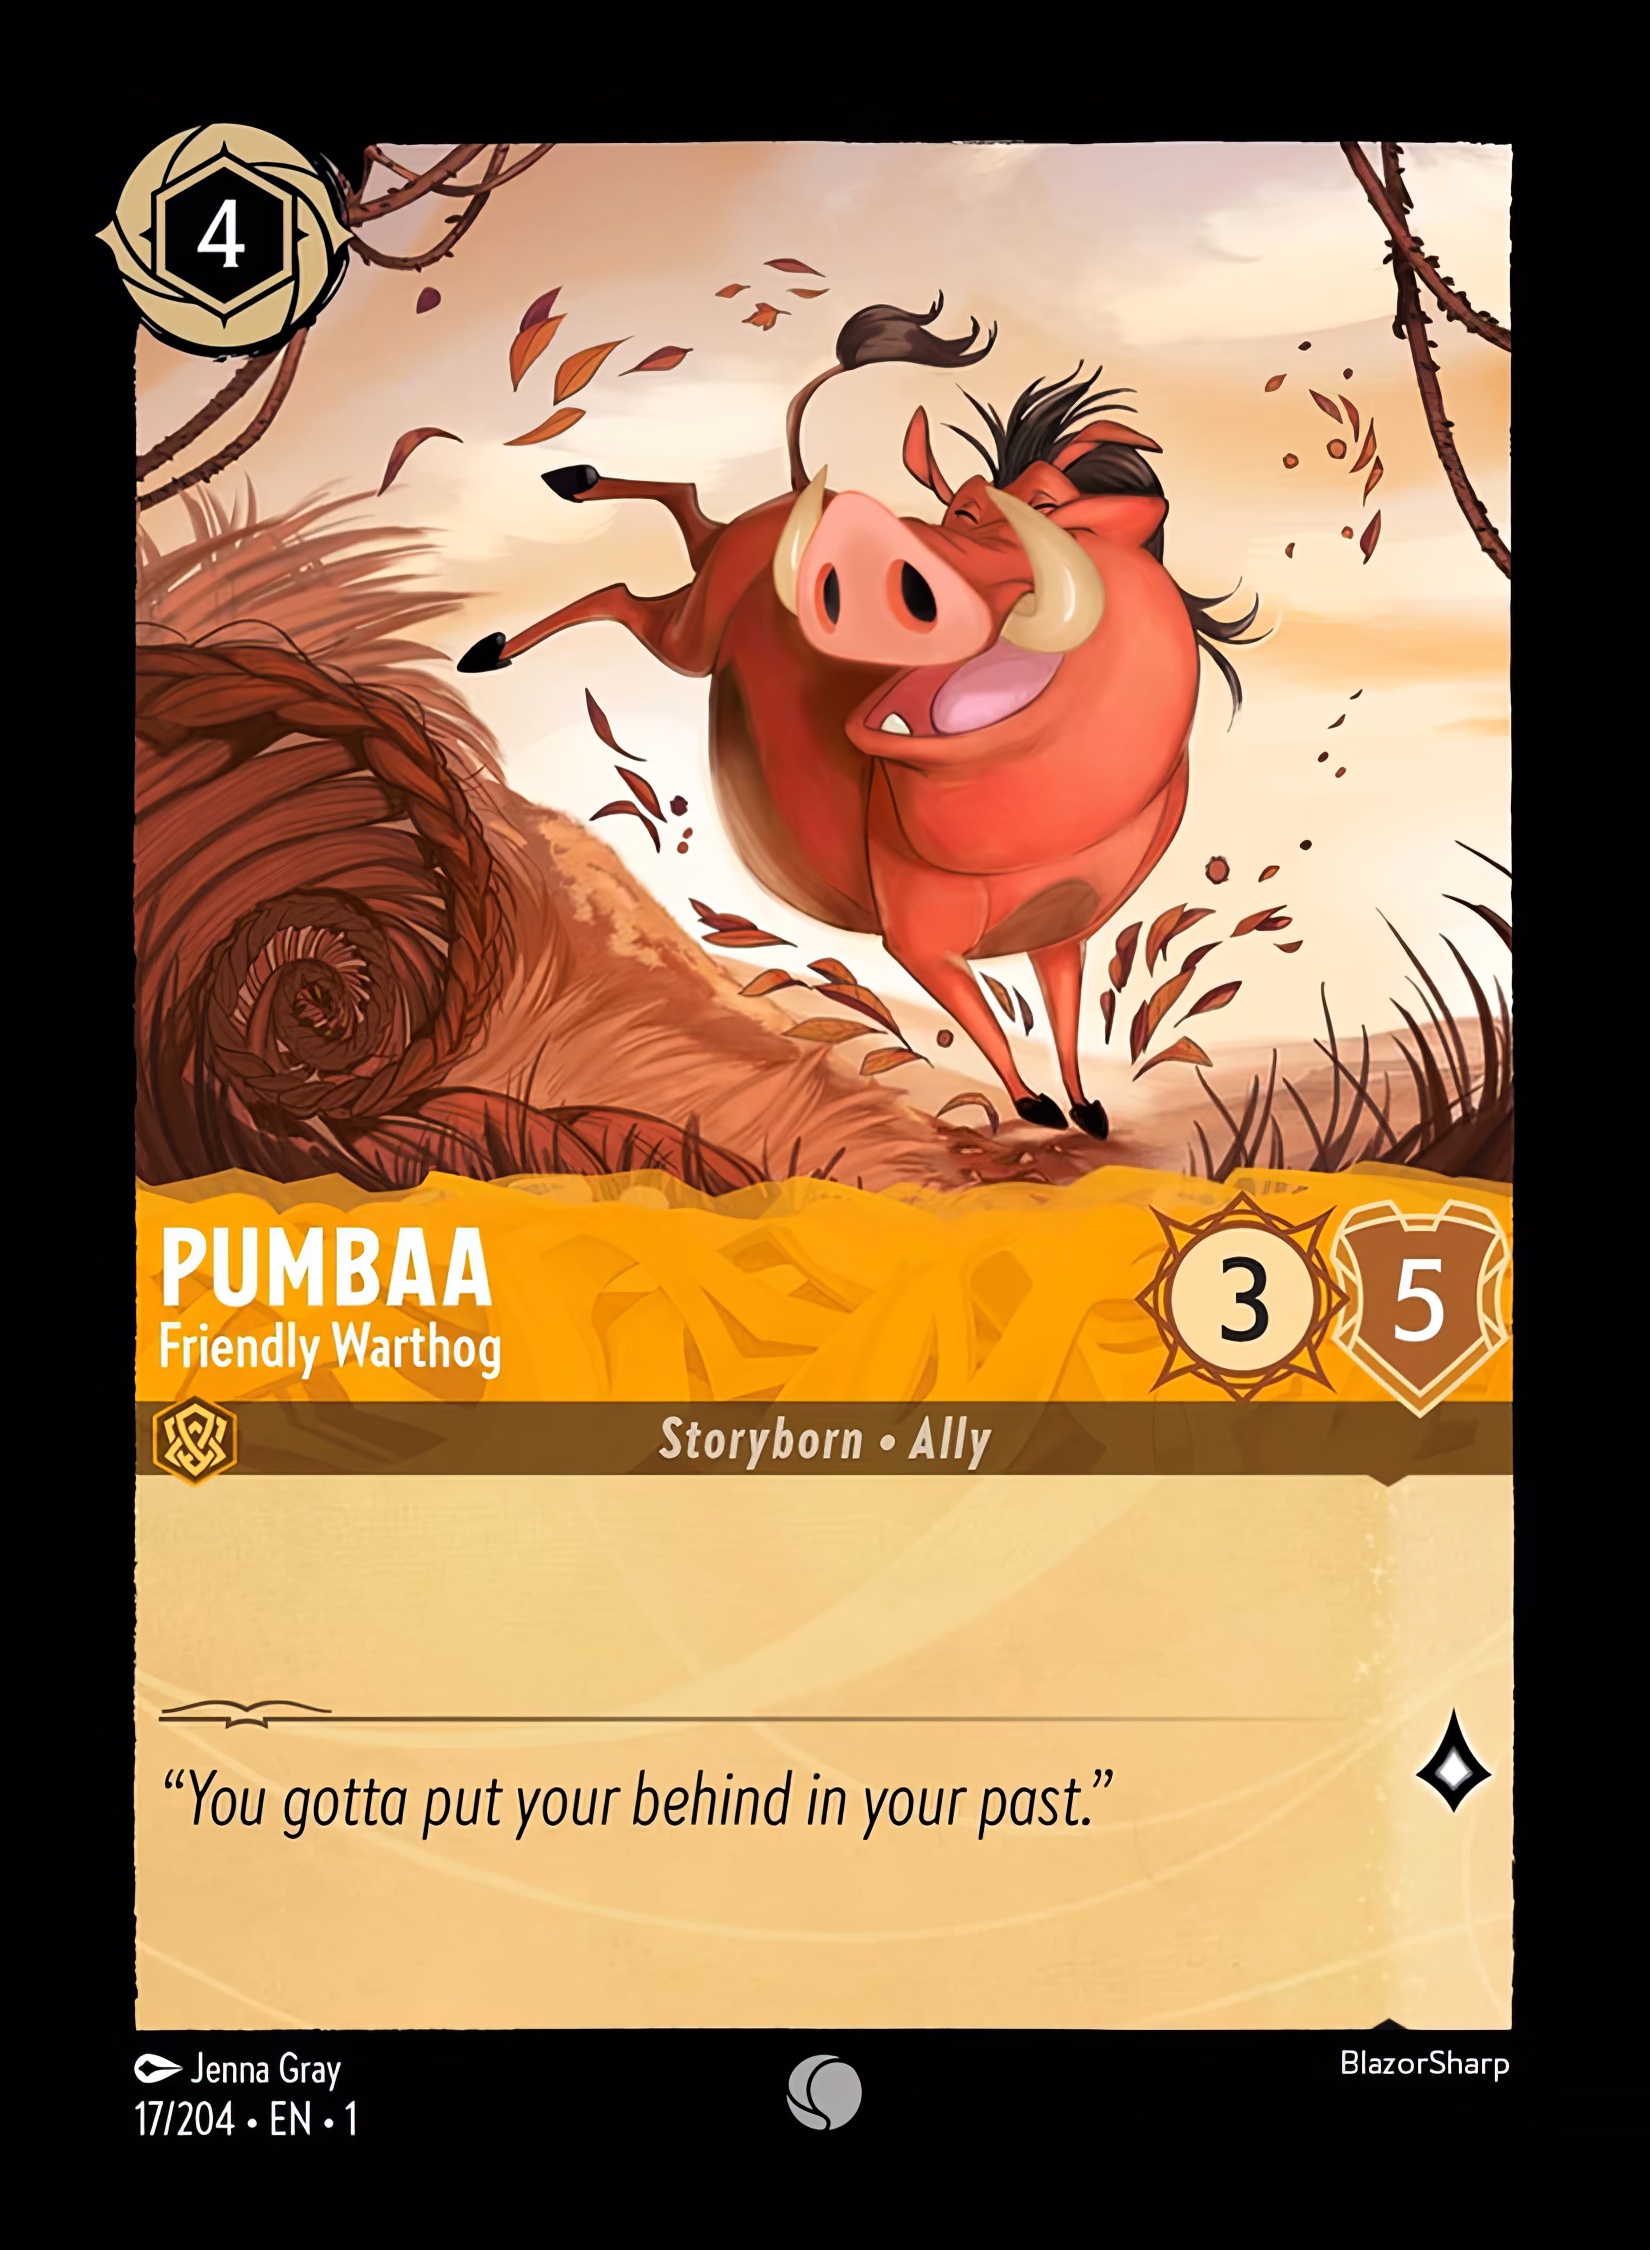 4
PUMBAA
Friendly Warthog
3
5
Storyborn • Ally
“You gotta put your behind in your past.”
Jenna Gray
17/204 • EN • 1
BlazorSharp